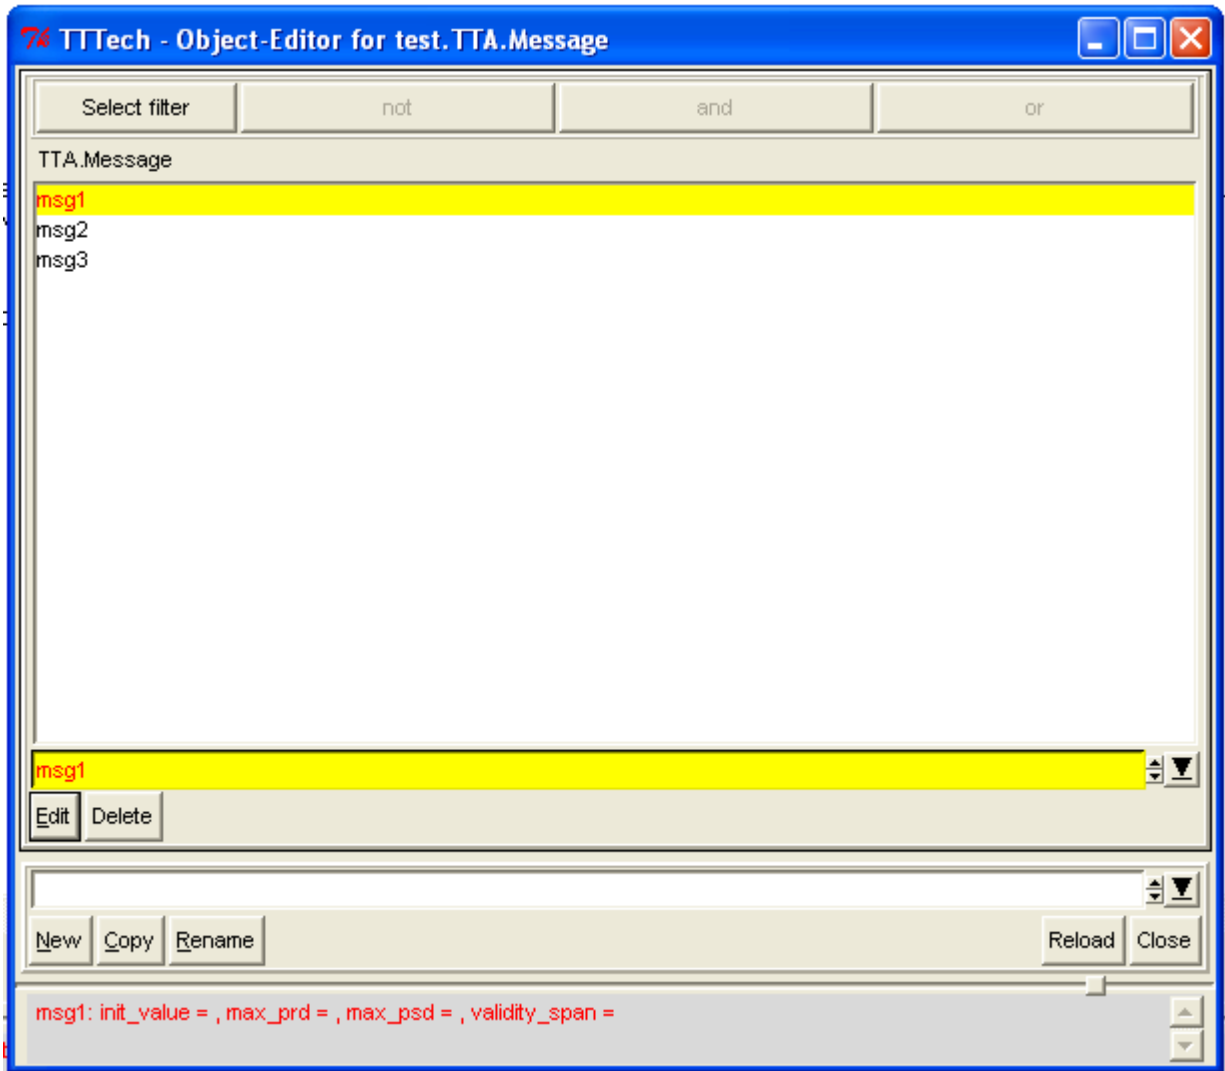 TTTech - Object-Editor for test.TTA.Message
Select filter not and or
TTA.Message
msg1
msg2
msg3
msg1
Edit Delete
New Copy Rename Reload Close
msg1: init_value = , max_prd = , max_psd = , validity_span =